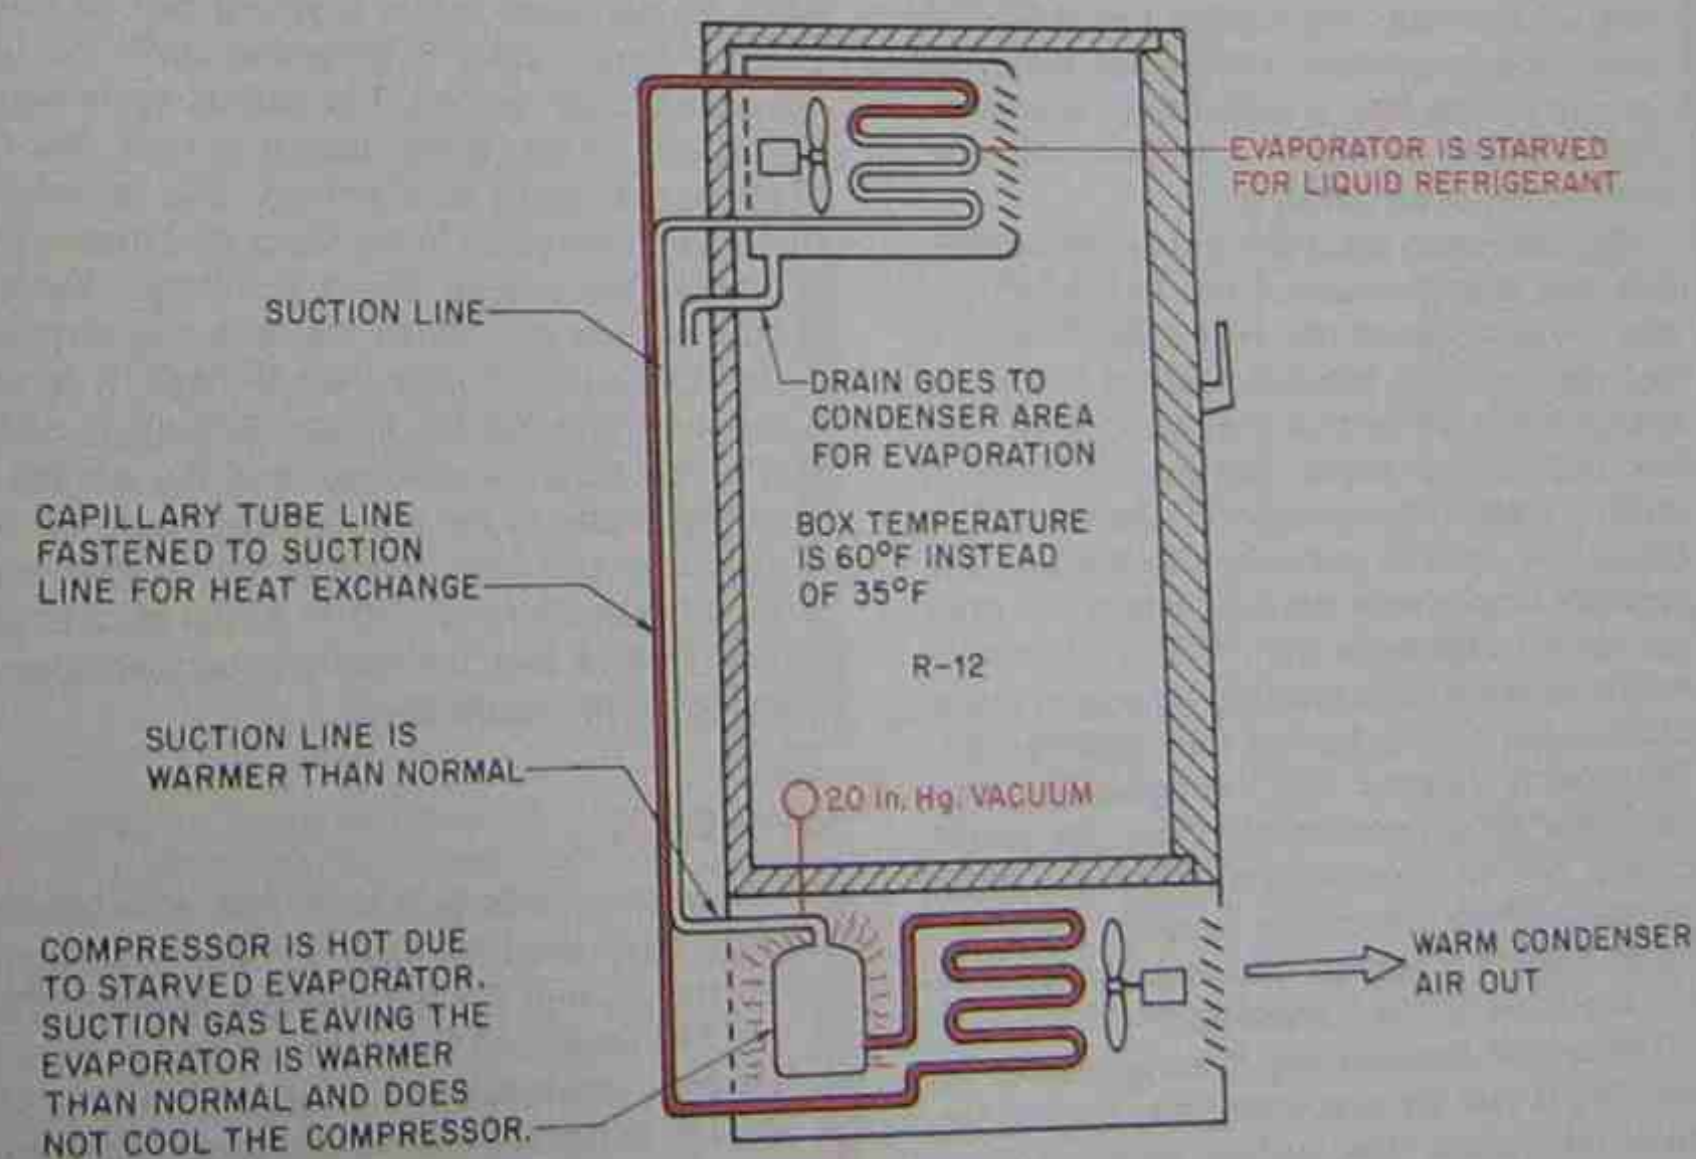 EVAPORATOR IS STARVED
FOR LIQUID REFRIGERANT
SUCTION LINE
DRAIN GOES TO
CONDENSER AREA
FOR EVAPORATION
CAPILLARY TUBE LINE
FASTENED TO SUCTION
LINE FOR HEAT EXCHANGE
BOX TEMPERATURE
IS 60°F INSTEAD
OF 35°F
R-12
SUCTION LINE IS
WARMER THAN NORMAL
20 In. Hg. VACUUM
COMPRESSOR IS HOT DUE
TO STARVED EVAPORATOR.
SUCTION GAS LEAVING THE
EVAPORATOR IS WARMER
THAN NORMAL AND DOES
NOT COOL THE COMPRESSOR.
WARM CONDENSER
AIR OUT